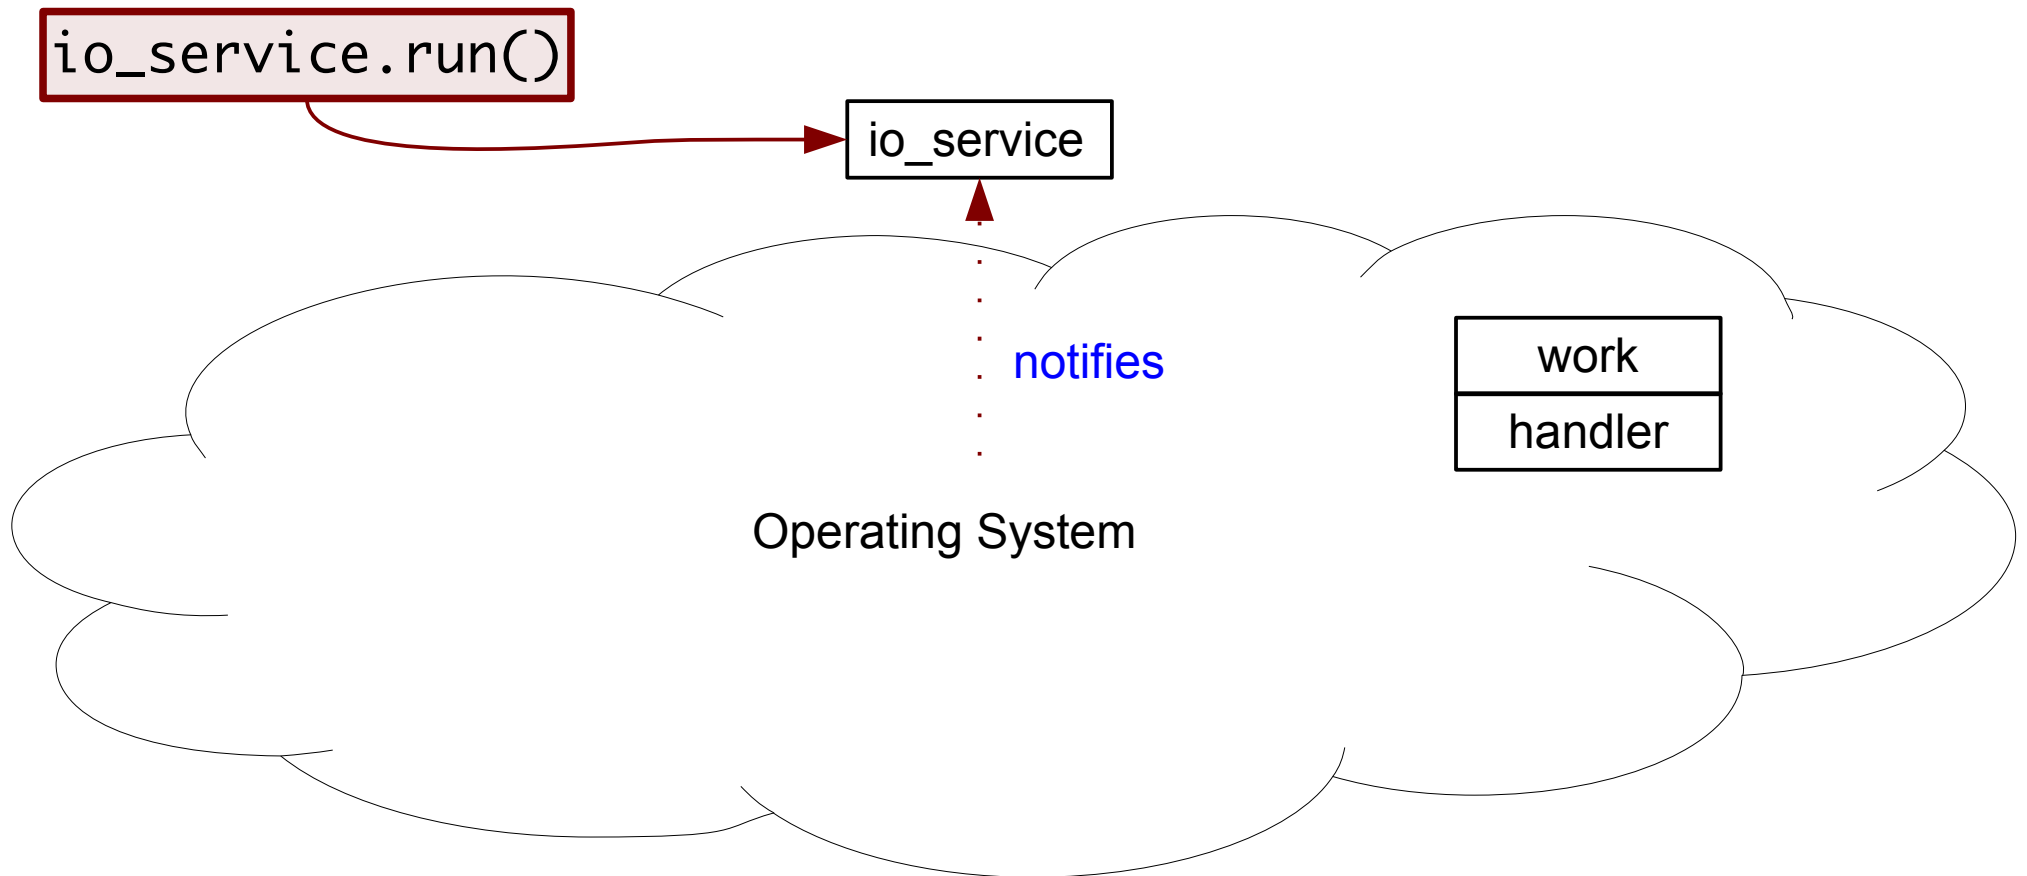 io_service.run()
io_service
notifies
work
handler
Operating System